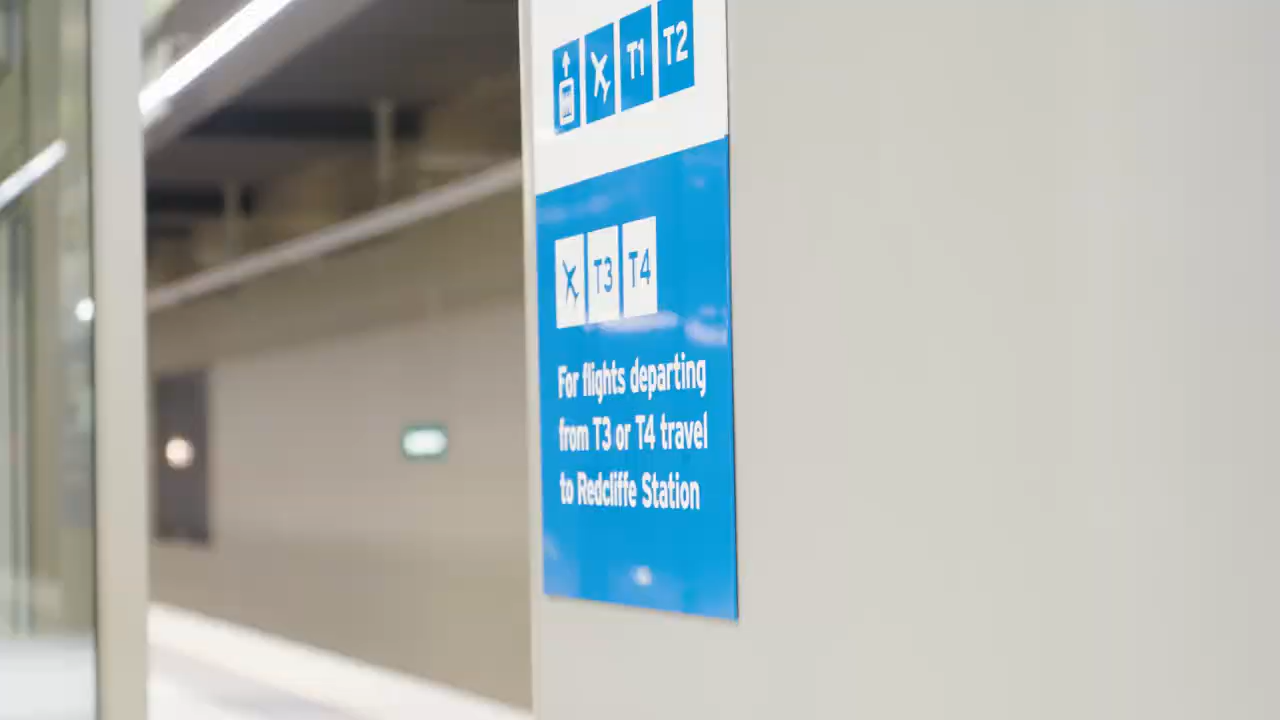 T1 T2
T3 T4
For flights departing
from T3 or T4 travel
to Redcliffe Station